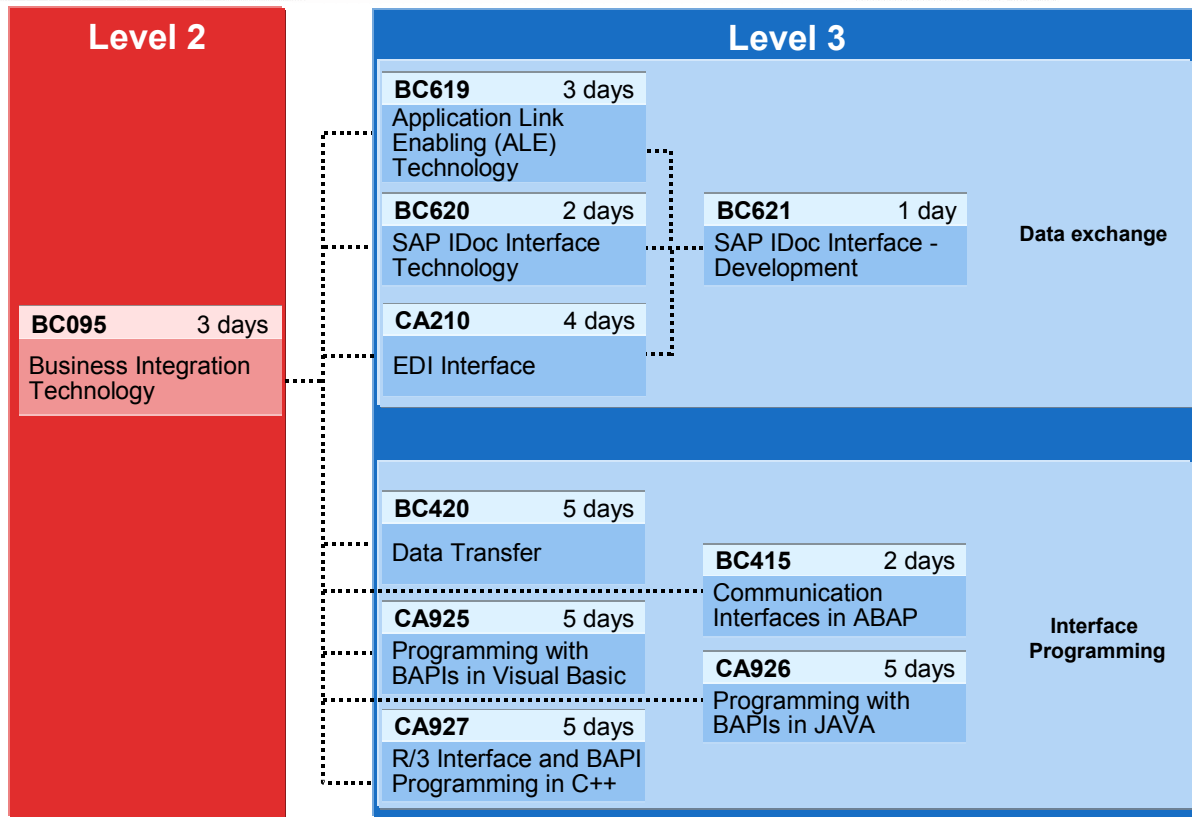 Level 2
BC095 3 days
Business Integration
Technology
Level 3
BC619 3 days
Application Link
Enabling (ALE)
Technology
BC620 2 days
SAP IDoc Interface
Technology
BC621 1 day
SAP IDoc Interface -
Development
Data exchange
CA210 4 days
EDI Interface
BC420 5 days
Data Transfer
BC415 2 days
Communication
Interfaces in ABAP
CA925 5 days
Programming with
BAPIs in Visual Basic
Interface
Programming
CA926 5 days
Programming with
BAPIs in JAVA
CA927 5 days
R/3 Interface and BAPI
Programming in C++